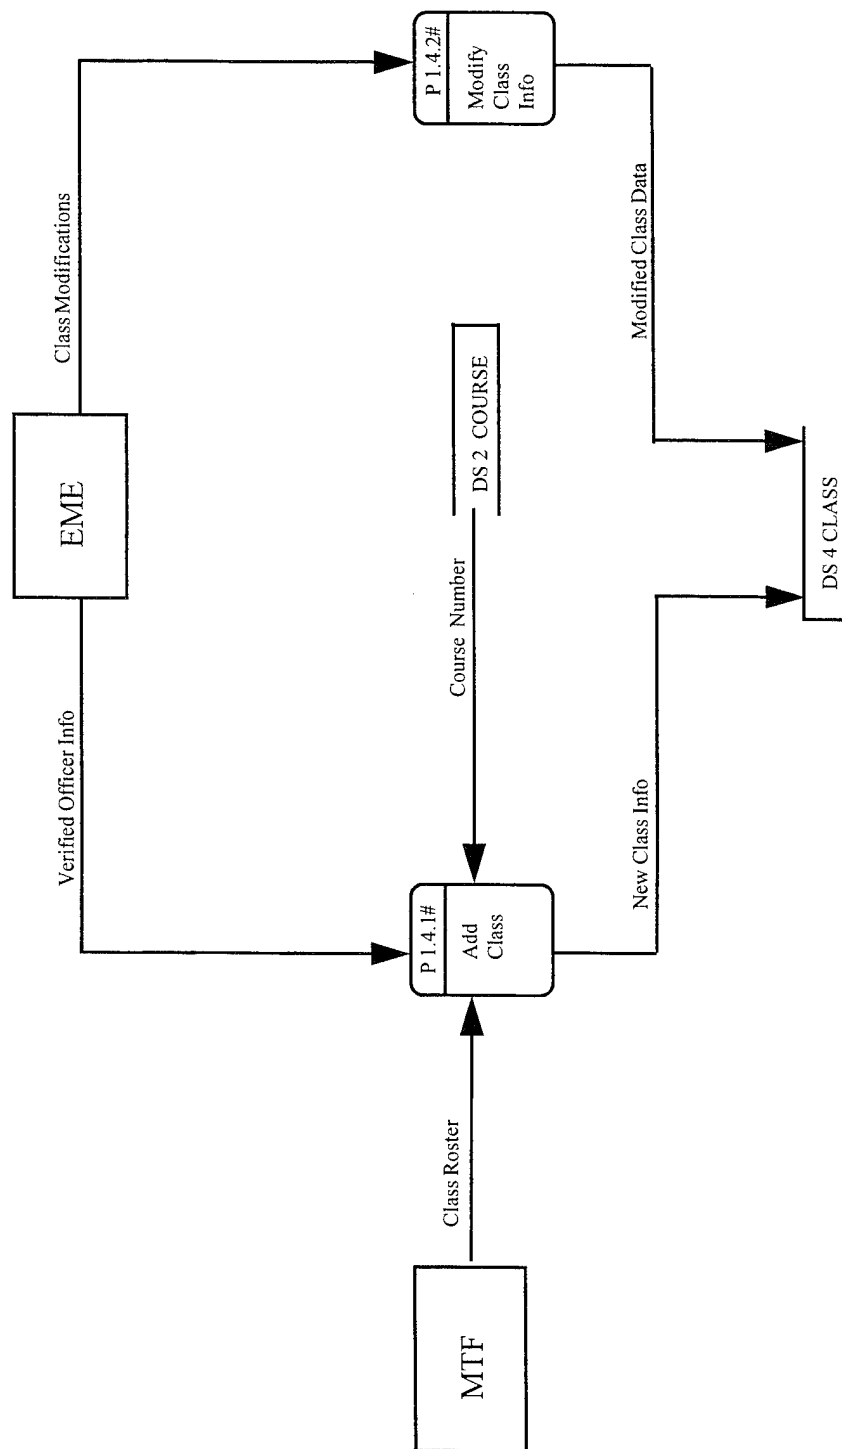 EME
Verified Officer Info
Class Modifications
P 1.4.1#
Add
Class
P 1.4.2#
Modify
Class
Info
MTF
Class Roster
Course Number
DS 2 COURSE
New Class Info
Modified Class Data
DS 4 CLASS